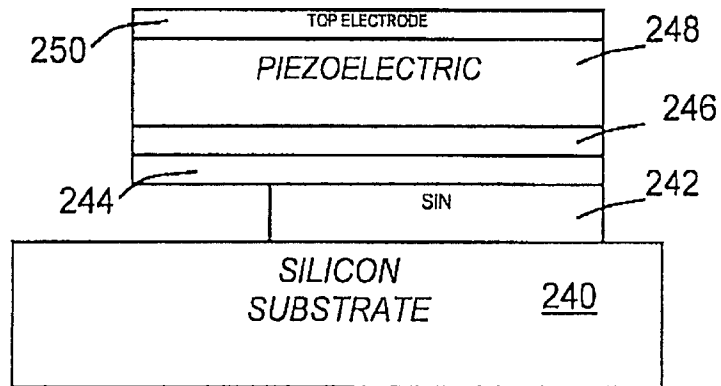 TOP ELECTRODE
250
248
PIEZOELECTRIC
246
244
SIN
242
SILICON
SUBSTRATE
240